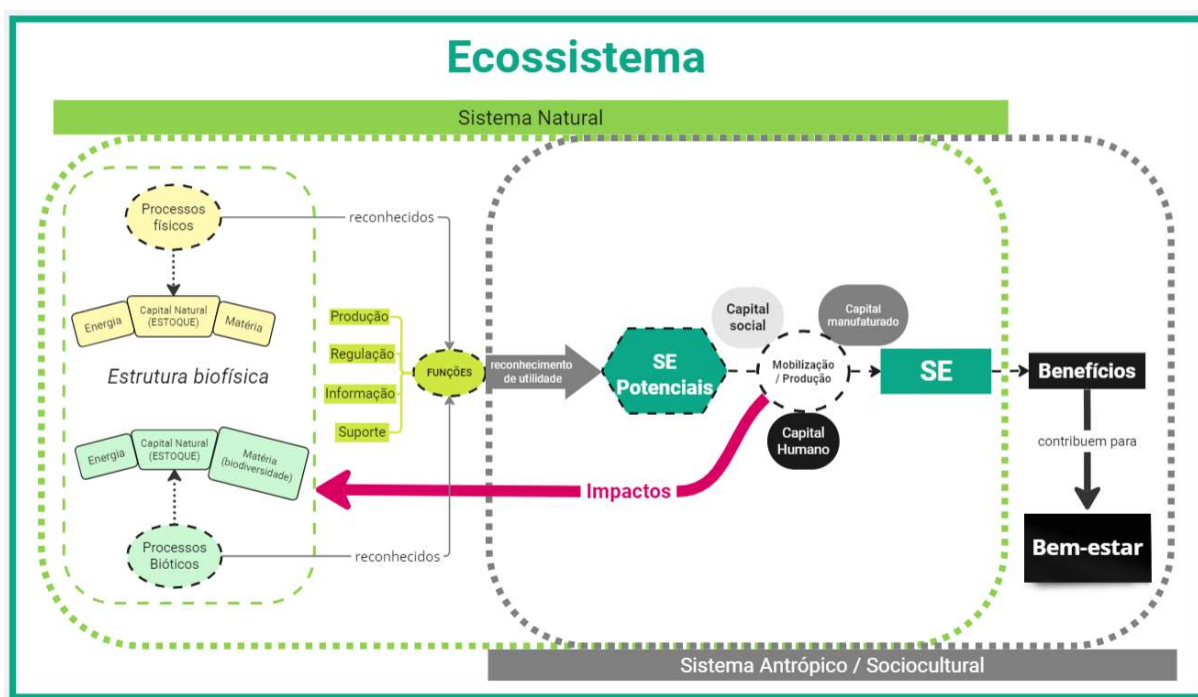 Ecossistema
Sistema Natural
Processos
físicos
reconhecidos
Energia
Capital Natural
(ESTOQUE)
Matéria
Estrutura biofísica
Energia
Capital Natural
(ESTOQUE)
Matéria
(biodiversidade)
Processos
Bióticos
reconhecidos
Produção
Regulação
Informação
Suporte
FUNÇÕES
reconhecimento
de utilidade
SE
Potenciais
Capital
social
Capital
manufaturado
Mobilização
/ Produção
Capital
Humano
SE
Benefícios
contribuem para
Bem-estar
Impactos
Sistema Antrópico / Sociocultural